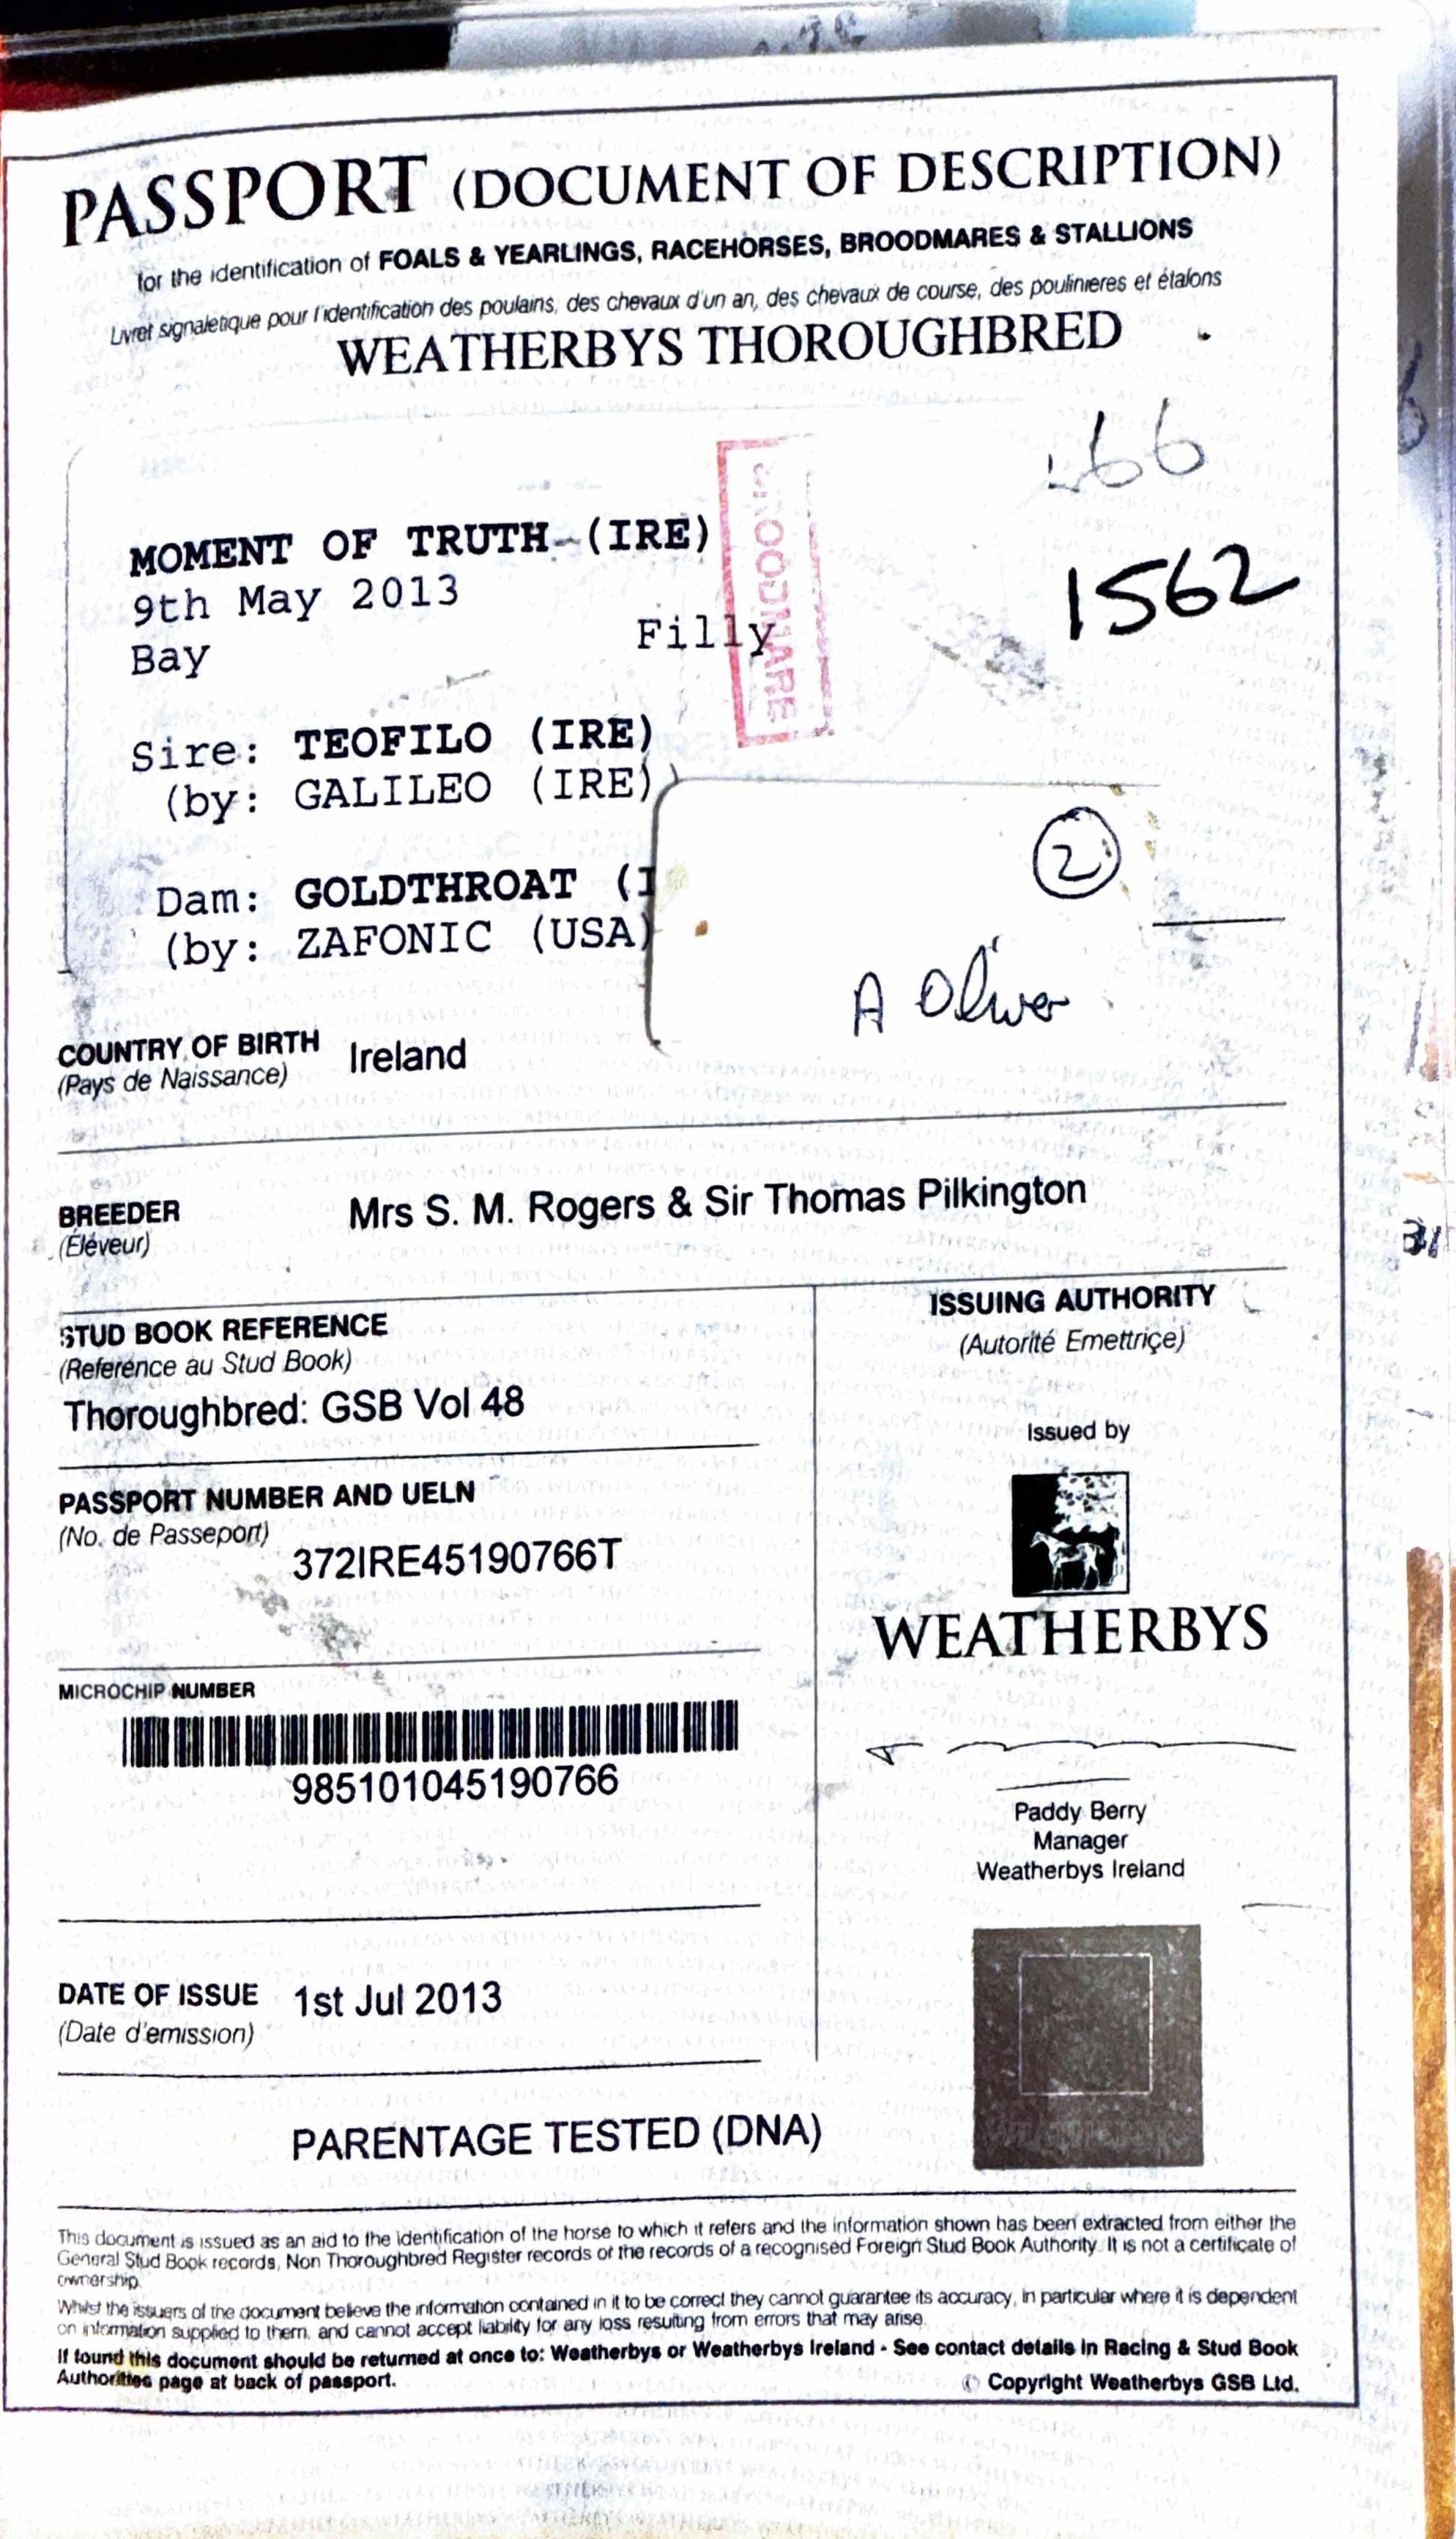 PASSPORT (DOCUMENT OF DESCRIPTION)
for the identification of FOALS & YEARLINGS, RACEHORSES, BROODMARES & STALLIONS
Livret signaletique pour l'identification des poulains, des chevaux d'un an, des chevaux de course, des poulinieres et étalons
WEATHERBYS THOROUGHBRED
66
BROODMARE
1562
MOMENT OF TRUTH (IRE)
9th May 2013
Bay Filly
Sire: TEOFILO (IRE)
(by: GALILEO (IRE)
Dam: GOLDTHROAT (I
(by: ZAFONIC (USA)
2
A Oliver
COUNTRY OF BIRTH Ireland
(Pays de Naissance)
BREEDER Mrs S. M. Rogers & Sir Thomas Pilkington
(Éléveur)
STUD BOOK REFERENCE
(Reference au Stud Book)
Thoroughbred: GSB Vol 48
PASSPORT NUMBER AND UELN
(No. de Passeport)
372IRE45190766T
MICROCHIP NUMBER
985101045190766
DATE OF ISSUE 1st Jul 2013
(Date d'emission)
PARENTAGE TESTED (DNA)
ISSUING AUTHORITY
(Autorité Emettriçe)
Issued by
WEATHERBYS
Paddy Berry
Manager
Weatherbys Ireland
This document is issued as an aid to the identification of the horse to which it refers and the information shown has been extracted from either the
General Stud Book records, Non Thoroughbred Register records or the records of a recognised Foreign Stud Book Authority. It is not a certificate of
ownership.
Whilst the issuers of the document believe the information contained in it to be correct they cannot guarantee its accuracy, in particular where it is dependent
on information supplied to them, and cannot accept liability for any loss resulting from errors that may arise.
If found this document should be returned at once to: Weatherbys or Weatherbys Ireland - See contact details in Racing & Stud Book
Authorities page at back of passport.
© Copyright Weatherbys GSB Ltd.